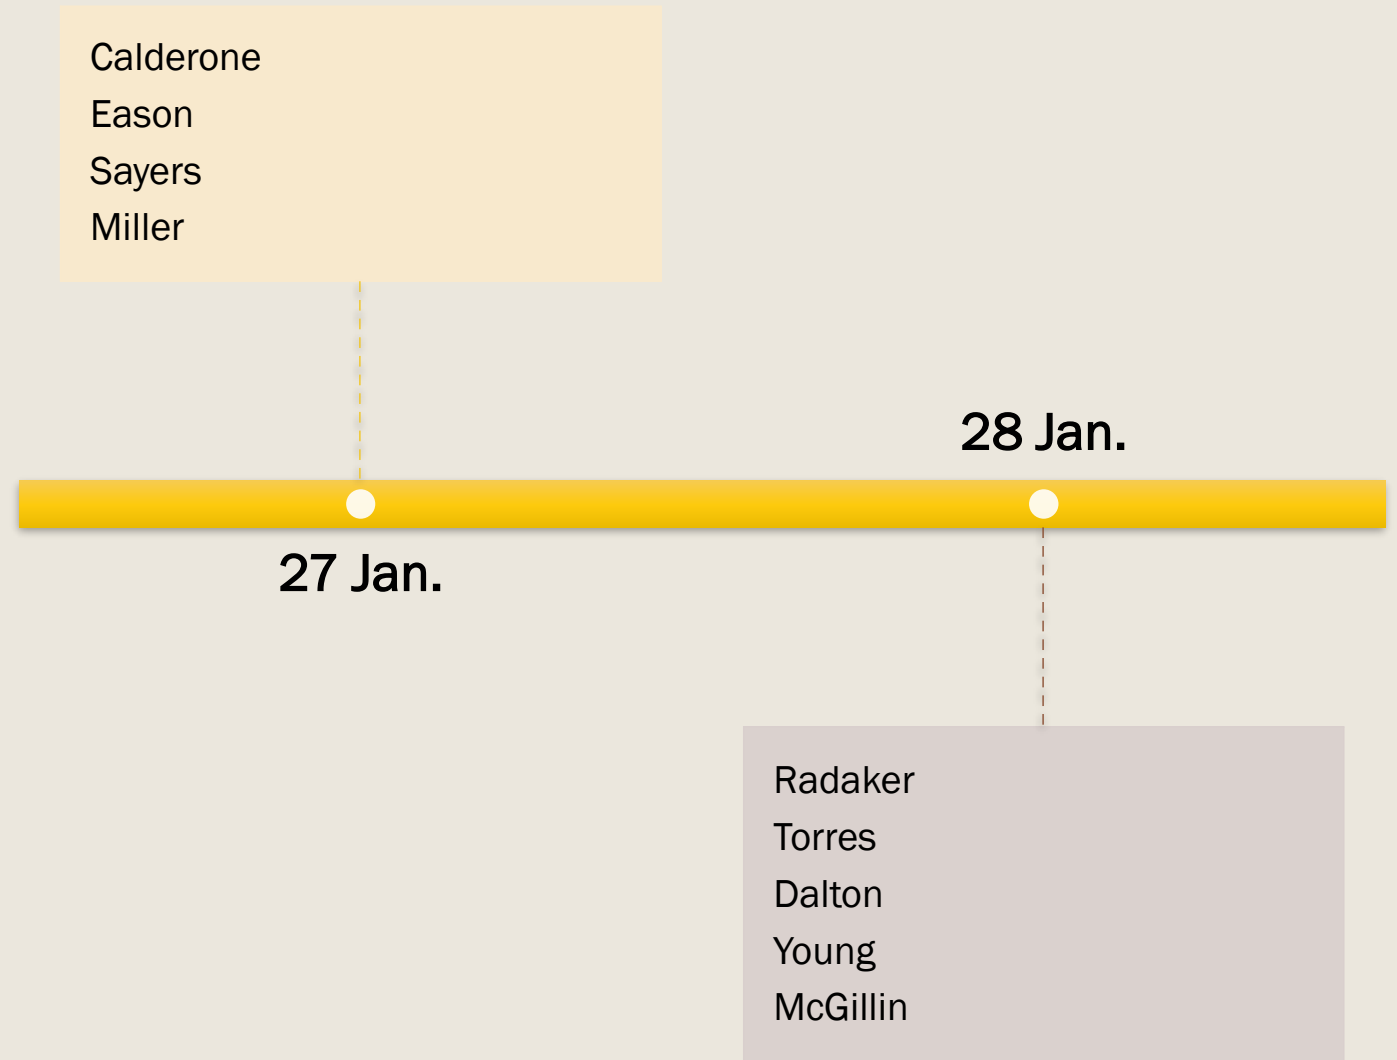 Calderone
Eason
Sayers
Miller
27 Jan.
28 Jan.
Radaker
Torres
Dalton
Young
McGillin